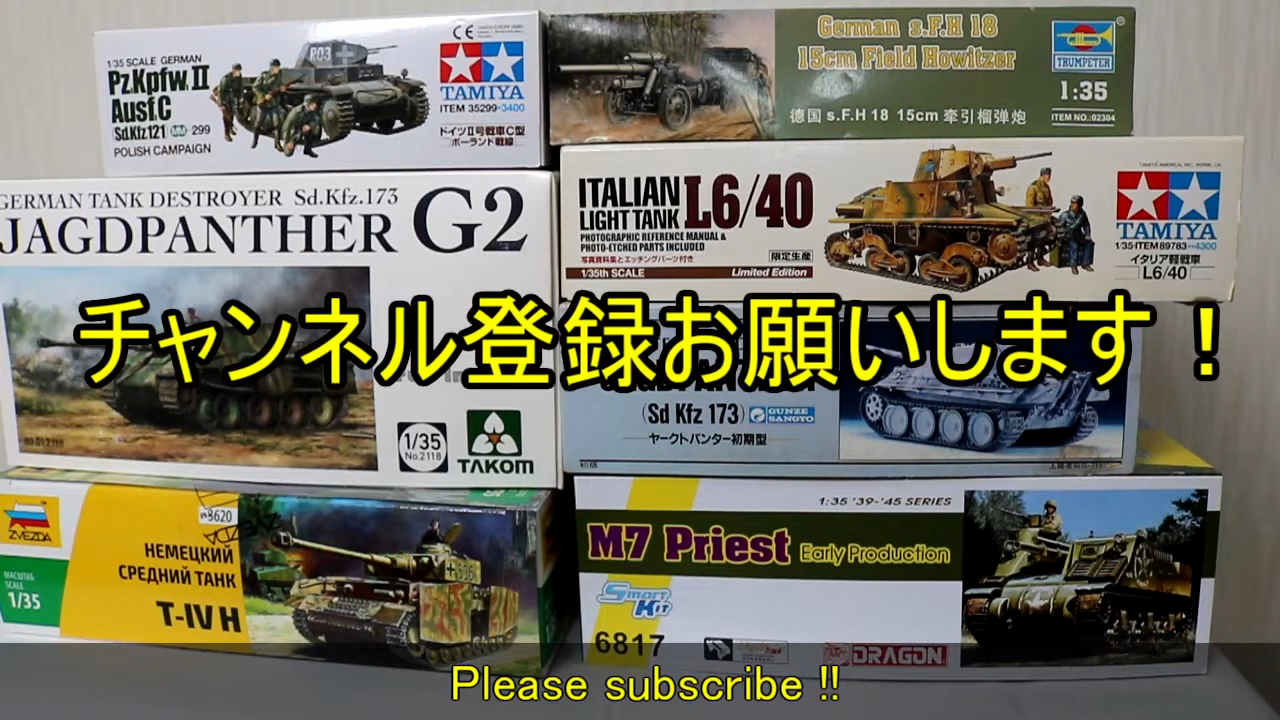 1/35 SCALE GERMAN
Pz.Kpfw.II
Ausf.C
Sd.Kfz.121 MM 299
POLISH CAMPAIGN
R03
CE
TAMIYA
ITEM 35299 3400
ドイツII号戦車C型
ポーランド戦線
German s.F.H 18
15cm Field Howitzer
TRUMPETER
1:35
德国 s.F.H 18 15cm 牵引榴弹炮
ITEM NO.:02304
GERMAN TANK DESTROYER Sd.Kfz.173
JAGDPANTHER G2
ITALIAN
LIGHT TANK L6/40
PHOTOGRAPHIC REFERENCE MANUAL &
PHOTO-ETCHED PARTS INCLUDED
写真資料集とエッチングパーツ付き
限定生産
1/35th SCALE Limited Edition
TAMIYA
1/35 ITEM 89783 4300
イタリア軽戦車
L6/40
チャンネル登録お願いします！
(Sd Kfz 173) GUNZE SANGYO
ヤークトパンター初期型
1/35
No.2118
TAKOM
ZVEZDA
3620
НЕМЕЦКИЙ
СРЕДНИЙ ТАНК
T-IV H
МАСШТАБ
SCALE
1/35
1:35 '39-'45 SERIES
M7 Priest Early Production
Smart Kit
6817
DRAGON
Please subscribe !!